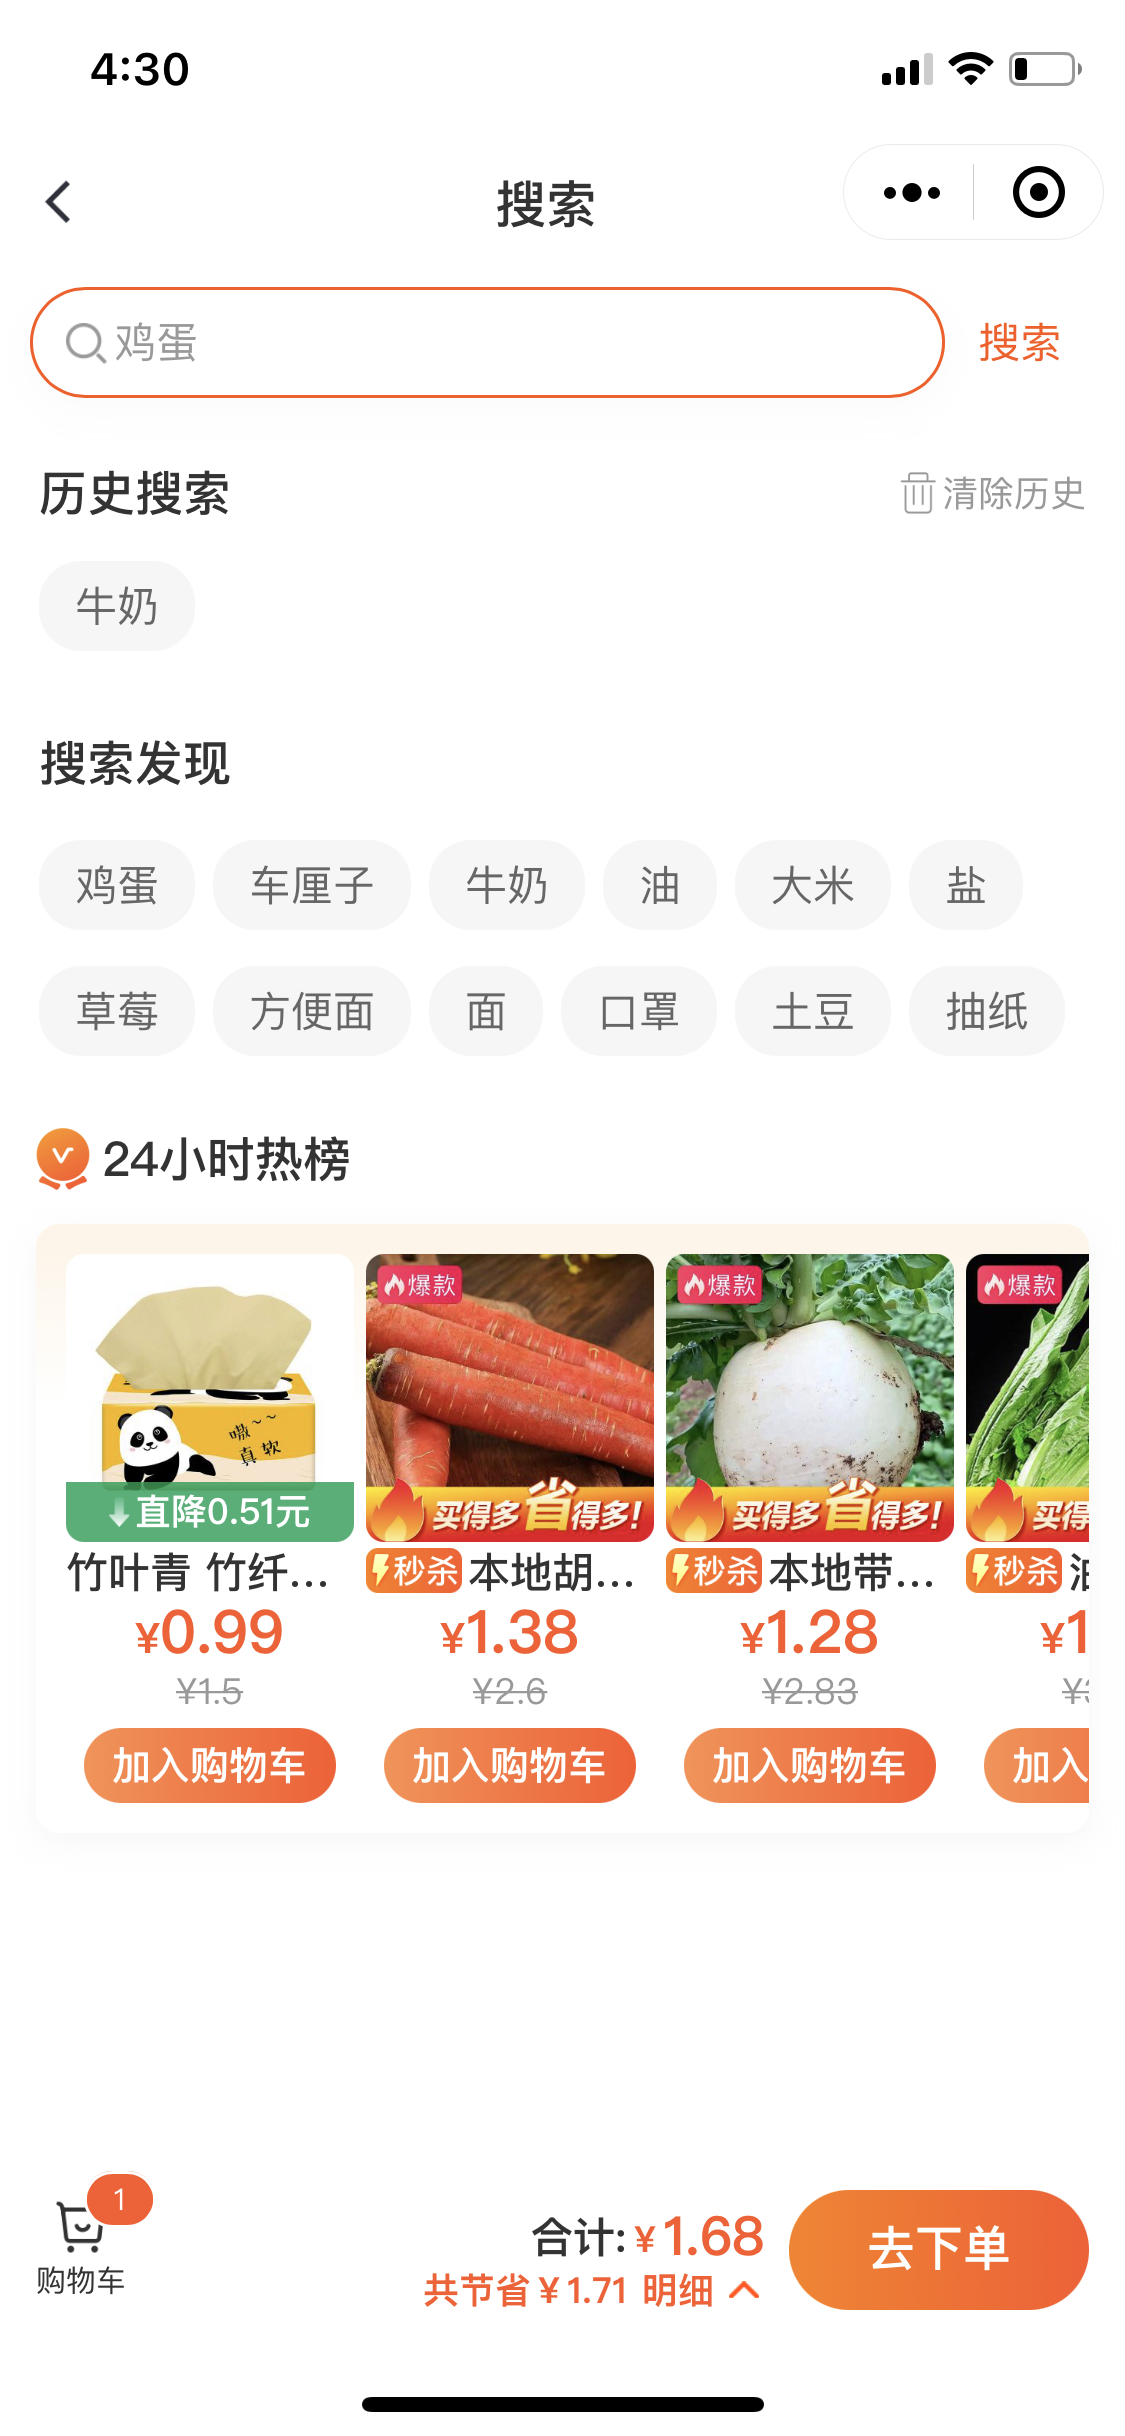 4:30
搜索
鸡蛋
搜索
历史搜索
清除历史
牛奶
搜索发现
鸡蛋 车厘子 牛奶 油 大米 盐
草莓 方便面 面 口罩 土豆 抽纸
24小时热榜
爆款 爆款 爆款
嗷~~
真软
直降0.51元 买得多省得多! 买得多省得多! 买得
竹叶青 竹纤... 秒杀 本地胡... 秒杀 本地带... 秒杀
¥0.99 ¥1.38 ¥1.28 ¥1
¥1.5 ¥2.6 ¥2.83
加入购物车 加入购物车 加入购物车 加入
1
购物车
合计: ¥1.68
共节省 ¥1.71 明细
去下单